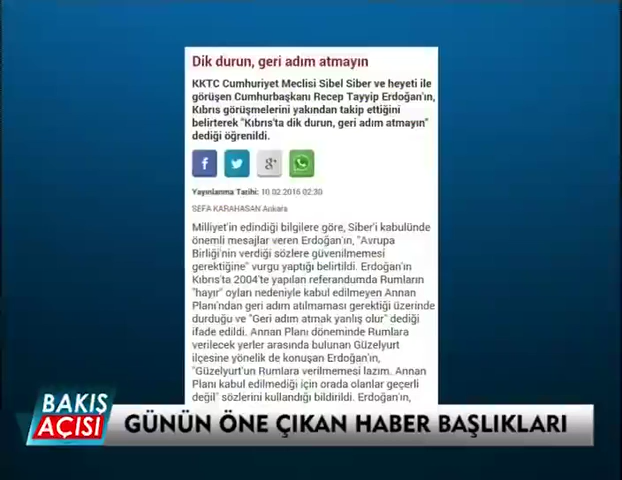 Dik durun, geri adım atmayın
KKTC Cumhuriyet Meclisi Sibel Siber ve heyeti ile
görüşen Cumhurbaşkanı Recep Tayyip Erdoğan'ın,
Kıbrıs görüşmelerini yakından takip ettiğini
belirterek "Kıbrıs'ta dik durun, geri adım atmayın"
dediği öğrenildi.
Yayınlanma Tarihi: 10.02.2016 02:30
SEFA KARAHASAN Ankara
Milliyet'in edindiği bilgilere göre, Siber'i kabulünde
önemli mesajlar veren Erdoğan'ın, "Avrupa
Birliği'nin verdiği sözlere güvenilmemesi
gerektiğine" vurgu yaptığı belirtildi. Erdoğan'ın
Kıbrıs'ta 2004'te yapılan referandumda Rumların
"hayır" oyları nedeniyle kabul edilmeyen Annan
Planı'ndan geri adım atılmaması gerektiği üzerinde
durduğu ve "Geri adım atmak yanlış olur" dediği
ifade edildi. Annan Planı döneminde Rumlara
verilecek yerler arasında bulunan Güzelyurt
ilçesine yönelik de konuşan Erdoğan'ın,
"Güzelyurt'un Rumlara verilmemesi lazım. Annan
Planı kabul edilmediği için orada olanlar geçerli
değil" sözlerini kullandığı bildirildi. Erdoğan'ın,
BAKIŞ
AÇISI
GÜNÜN ÖNE ÇIKAN HABER BAŞLIKLARI